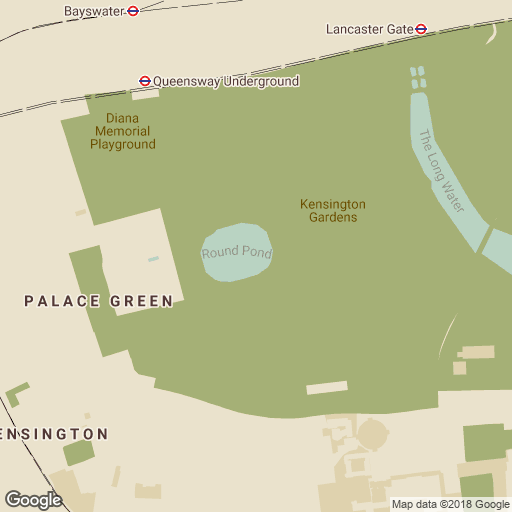 Bayswater
Lancaster Gate
Queensway Underground
Diana
Memorial
Playground
The Long Water
Kensington
Gardens
Round Pond
PALACE GREEN
ENSINGTON
Google
Google
Map data ©2018 Google